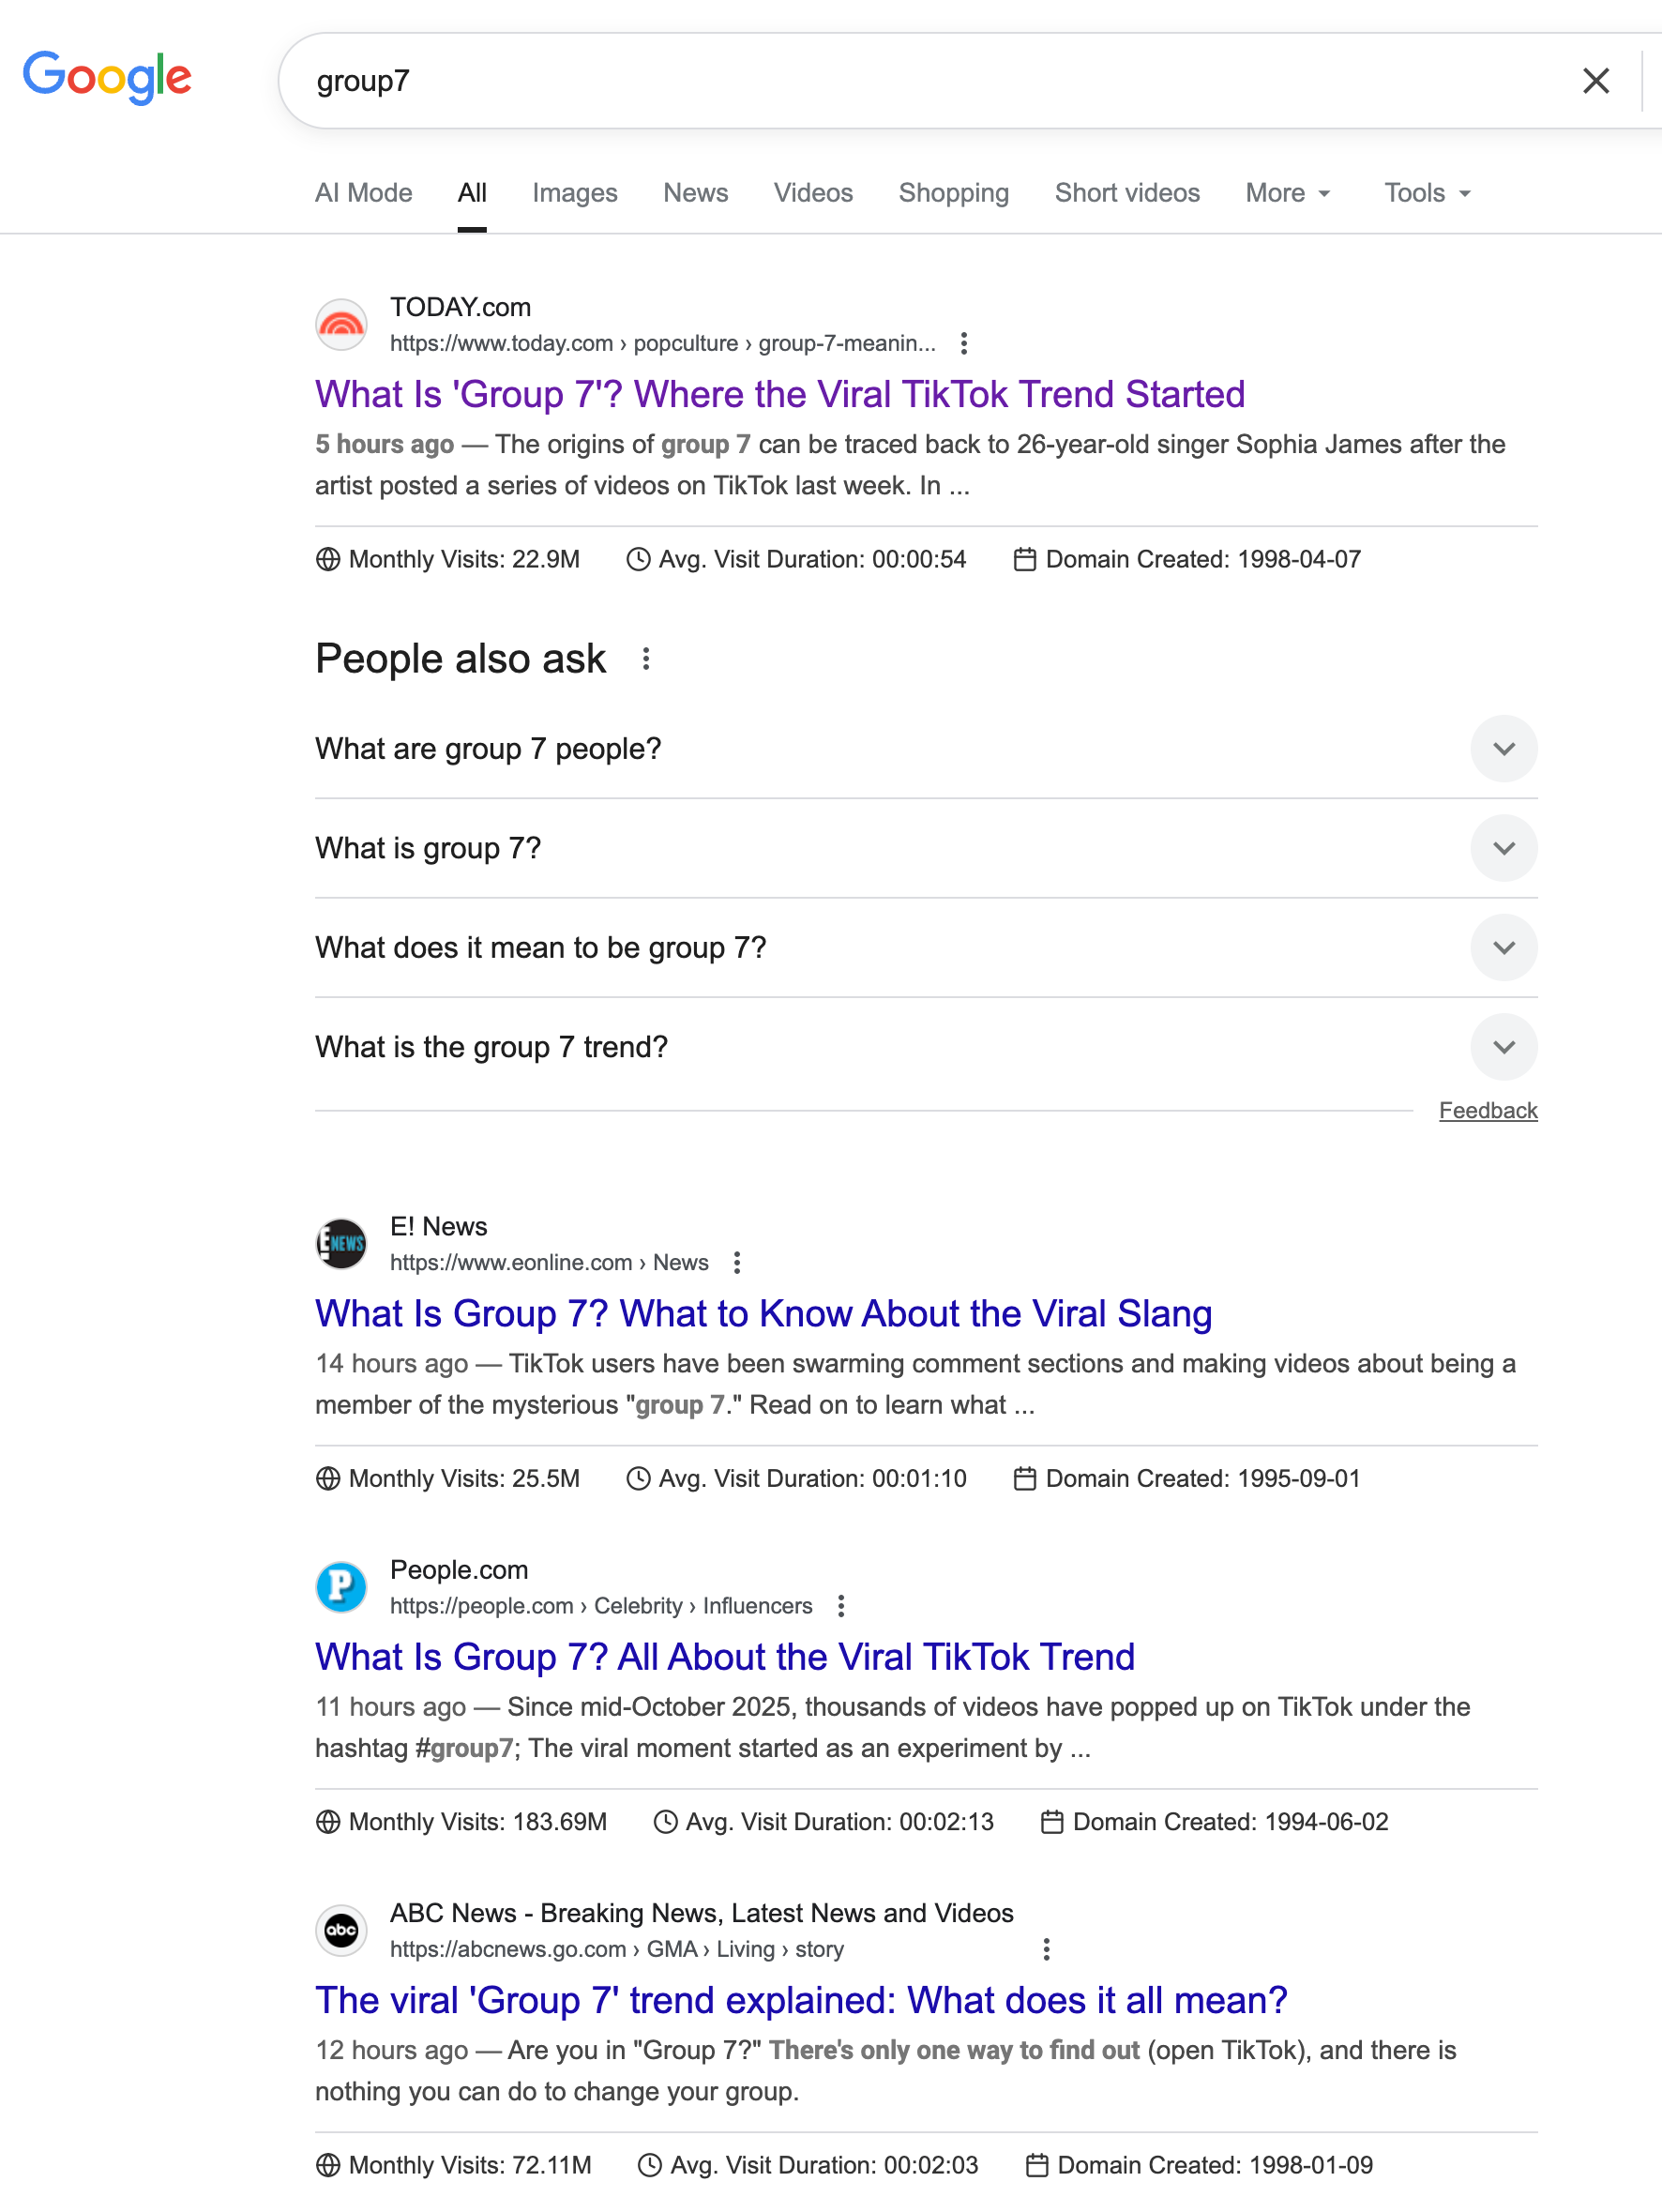 Google
group7
AI Mode
All
Images
News
Videos
Shopping
Short videos
More
Tools
TODAY.com
https://www.today.com › popculture › group-7-meanin...
What Is 'Group 7'? Where the Viral TikTok Trend Started
5 hours ago — The origins of group 7 can be traced back to 26-year-old singer Sophia James after the
artist posted a series of videos on TikTok last week. In ...
Monthly Visits: 22.9M
Avg. Visit Duration: 00:00:54
Domain Created: 1998-04-07
People also ask
What are group 7 people?
What is group 7?
What does it mean to be group 7?
What is the group 7 trend?
Feedback
E! NEWS
E! News
https://www.eonline.com › News
What Is Group 7? What to Know About the Viral Slang
14 hours ago — TikTok users have been swarming comment sections and making videos about being a
member of the mysterious "group 7." Read on to learn what ...
Monthly Visits: 25.5M
Avg. Visit Duration: 00:01:10
Domain Created: 1995-09-01
P
People.com
https://people.com › Celebrity › Influencers
What Is Group 7? All About the Viral TikTok Trend
11 hours ago — Since mid-October 2025, thousands of videos have popped up on TikTok under the
hashtag #group7; The viral moment started as an experiment by ...
Monthly Visits: 183.69M
Avg. Visit Duration: 00:02:13
Domain Created: 1994-06-02
abc
ABC News - Breaking News, Latest News and Videos
https://abcnews.go.com › GMA › Living › story
The viral 'Group 7' trend explained: What does it all mean?
12 hours ago — Are you in "Group 7?" There's only one way to find out (open TikTok), and there is
nothing you can do to change your group.
Monthly Visits: 72.11M
Avg. Visit Duration: 00:02:03
Domain Created: 1998-01-09